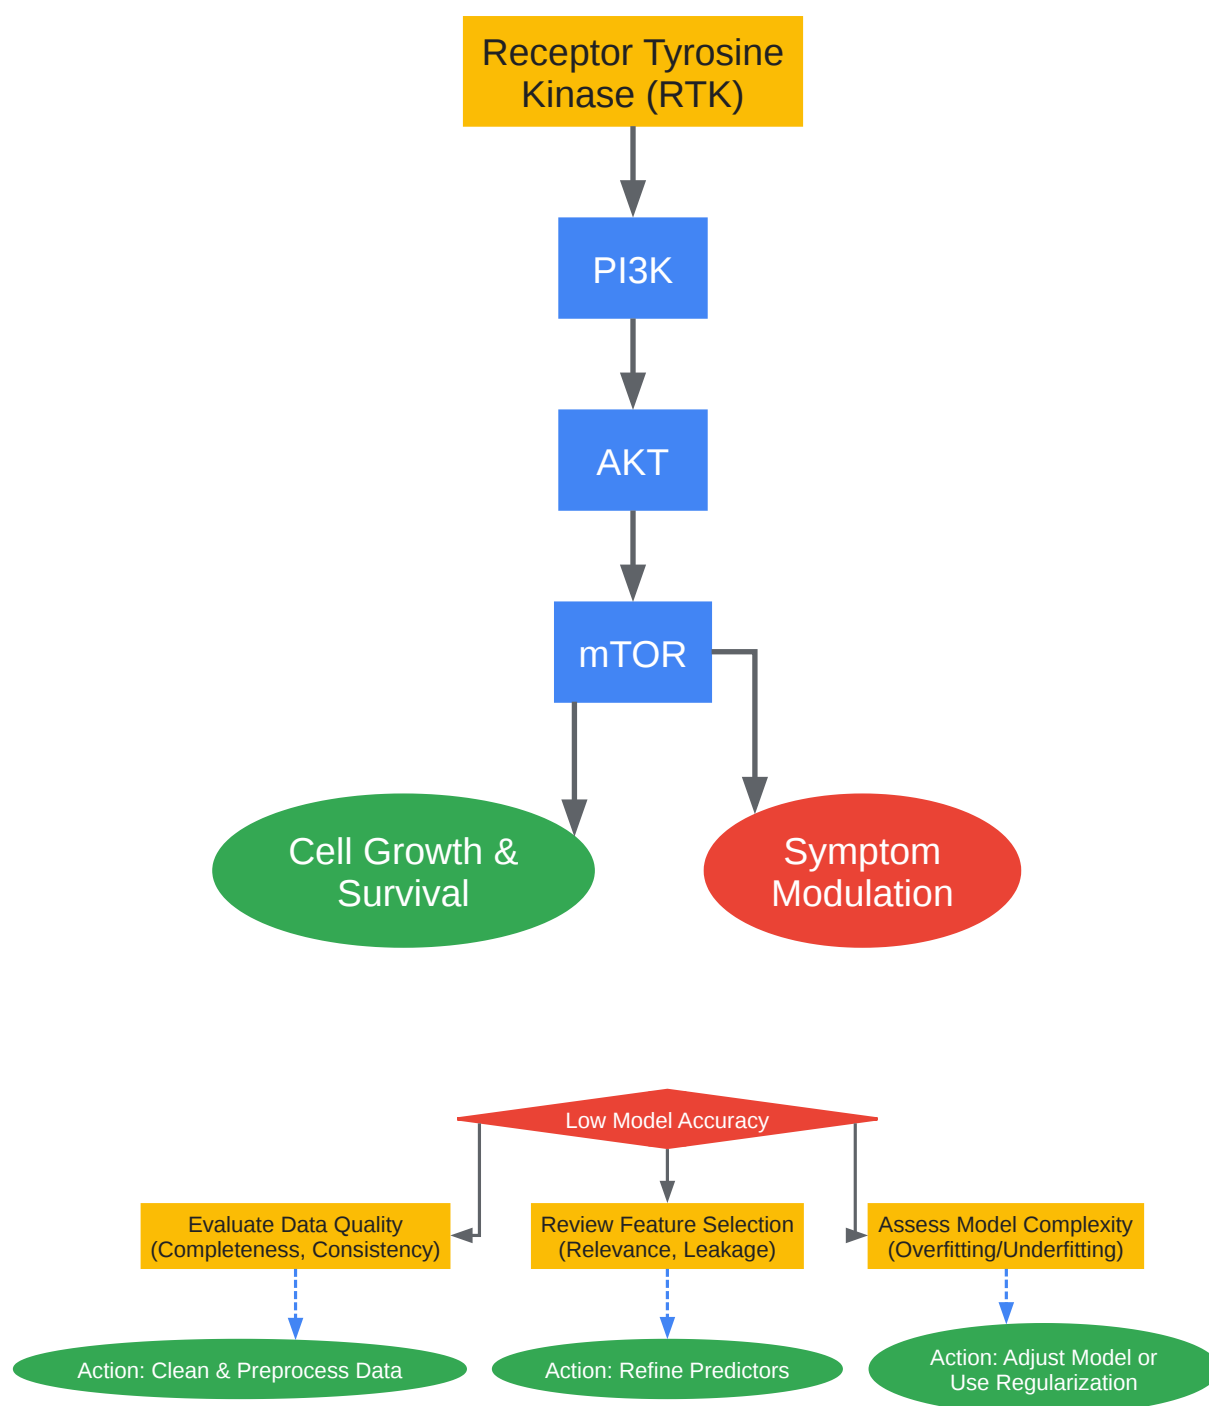 Receptor Tyrosine
Kinase (RTK)
PI3K
AKT
mTOR
Cell Growth &
Survival
Symptom
Modulation
Low Model Accuracy
Evaluate Data Quality
(Completeness, Consistency)
Review Feature Selection
(Relevance, Leakage)
Assess Model Complexity
(Overfitting/Underfitting)
Action: Clean & Preprocess Data
Action: Refine Predictors
Action: Adjust Model or
Use Regularization